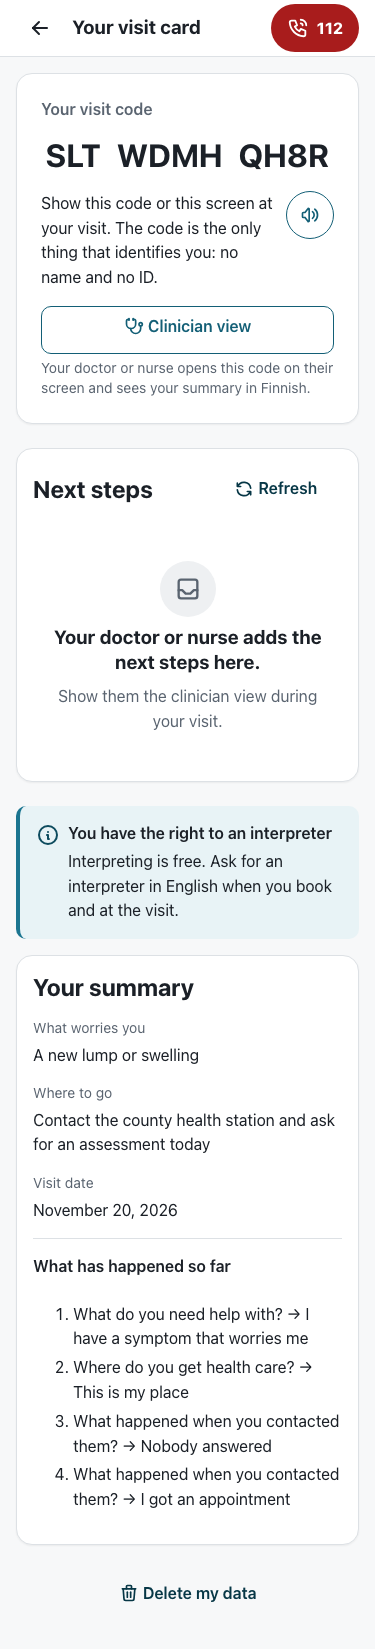 Your visit card
112
Your visit code
SLT WDMH QH8R
Show this code or this screen at
your visit. The code is the only
thing that identifies you: no
name and no ID.
Clinician view
Your doctor or nurse opens this code on their
screen and sees your summary in Finnish.
Next steps
Refresh
Your doctor or nurse adds the
next steps here.
Show them the clinician view during
your visit.
You have the right to an interpreter
Interpreting is free. Ask for an
interpreter in English when you book
and at the visit.
Your summary
What worries you
A new lump or swelling
Where to go
Contact the county health station and ask
for an assessment today
Visit date
November 20, 2026
What has happened so far
1. What do you need help with? → I
have a symptom that worries me
2. Where do you get health care? →
This is my place
3. What happened when you contacted
them? → Nobody answered
4. What happened when you contacted
them? → I got an appointment
Delete my data